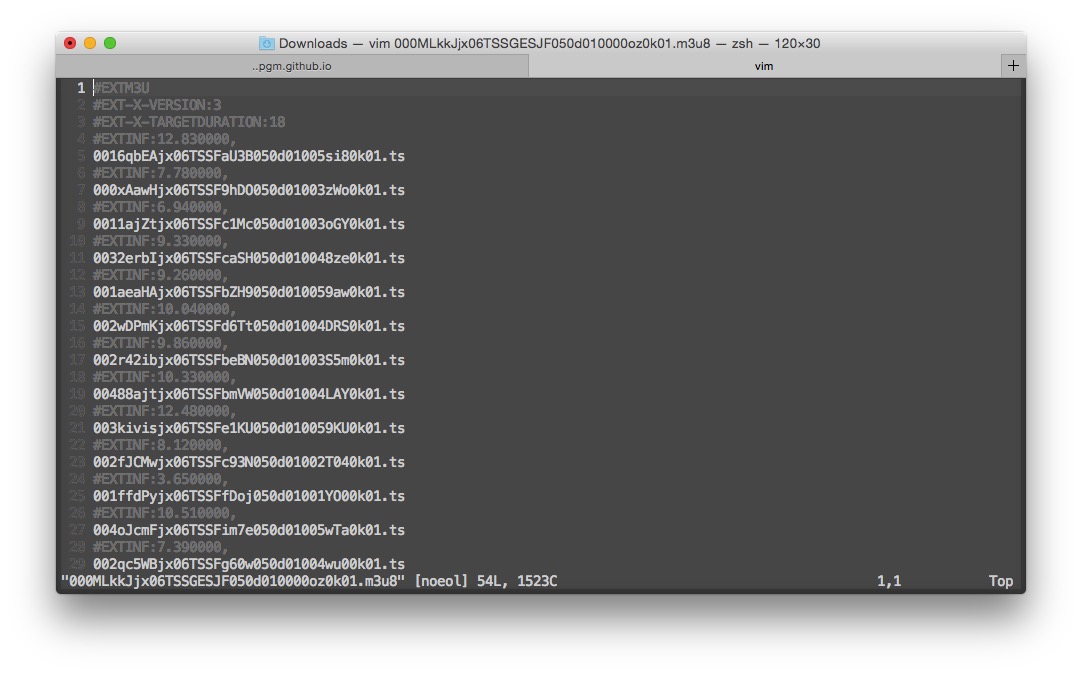 Downloads — vim 000MLkkJjx06TSSGESJF050d010000oz0k01.m3u8 — zsh — 120×30
..pgm.github.io vim +
1 #EXTM3U
2 #EXT-X-VERSION:3
3 #EXT-X-TARGETDURATION:18
4 #EXTINF:12.830000,
5 0016qbEAjx06TSSFaU3B050d01005si80k01.ts
6 #EXTINF:7.780000,
7 000xAawHjx06TSSF9hDO050d01003zWo0k01.ts
8 #EXTINF:6.940000,
9 0011ajZtjx06TSSFc1Mc050d01003oGY0k01.ts
10 #EXTINF:9.330000,
11 0032erbIjx06TSSFcaSH050d010048ze0k01.ts
12 #EXTINF:9.260000,
13 001aeaHAjx06TSSFbZH9050d010059aw0k01.ts
14 #EXTINF:10.040000,
15 002wDPmKjx06TSSFd6Tt050d01004DRS0k01.ts
16 #EXTINF:9.860000,
17 002r42ibjx06TSSFbeBN050d01003S5m0k01.ts
18 #EXTINF:10.330000,
19 00488ajtjx06TSSFbmVW050d01004LAY0k01.ts
20 #EXTINF:12.480000,
21 003kivisjx06TSSFe1KU050d010059KU0k01.ts
22 #EXTINF:8.120000,
23 002fJCMwjx06TSSFc93N050d01002T040k01.ts
24 #EXTINF:3.650000,
25 001ffdPyjx06TSSFfDoj050d01001YO00k01.ts
26 #EXTINF:10.510000,
27 004oJcmFjx06TSSFim7e050d01005wTa0k01.ts
28 #EXTINF:7.390000,
29 002qc5WBjx06TSSFg60w050d01004wu00k01.ts
"000MLkkJjx06TSSGESJF050d010000oz0k01.m3u8" [noeol] 54L, 1523C 1,1 Top